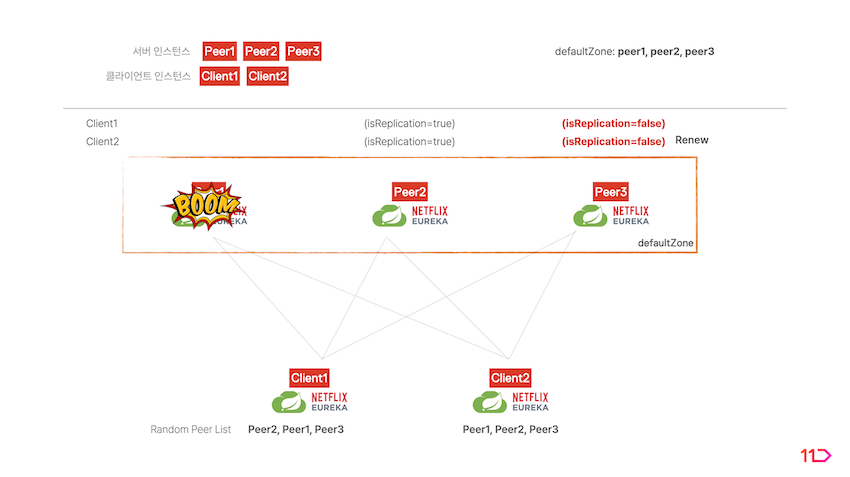 서버 인스턴스 Peer1 Peer2 Peer3 defaultZone: peer1, peer2, peer3
클라이언트 인스턴스 Client1 Client2
Client1 (isReplication=true) (isReplication=false)
Client2 (isReplication=true) (isReplication=false) Renew
BOOM
EUREKA
Peer2
NETFLIX
EUREKA
Peer3
NETFLIX
EUREKA
defaultZone
Client1
NETFLIX
EUREKA
Client2
NETFLIX
EUREKA
Random Peer List Peer2, Peer1, Peer3 Peer1, Peer2, Peer3
11